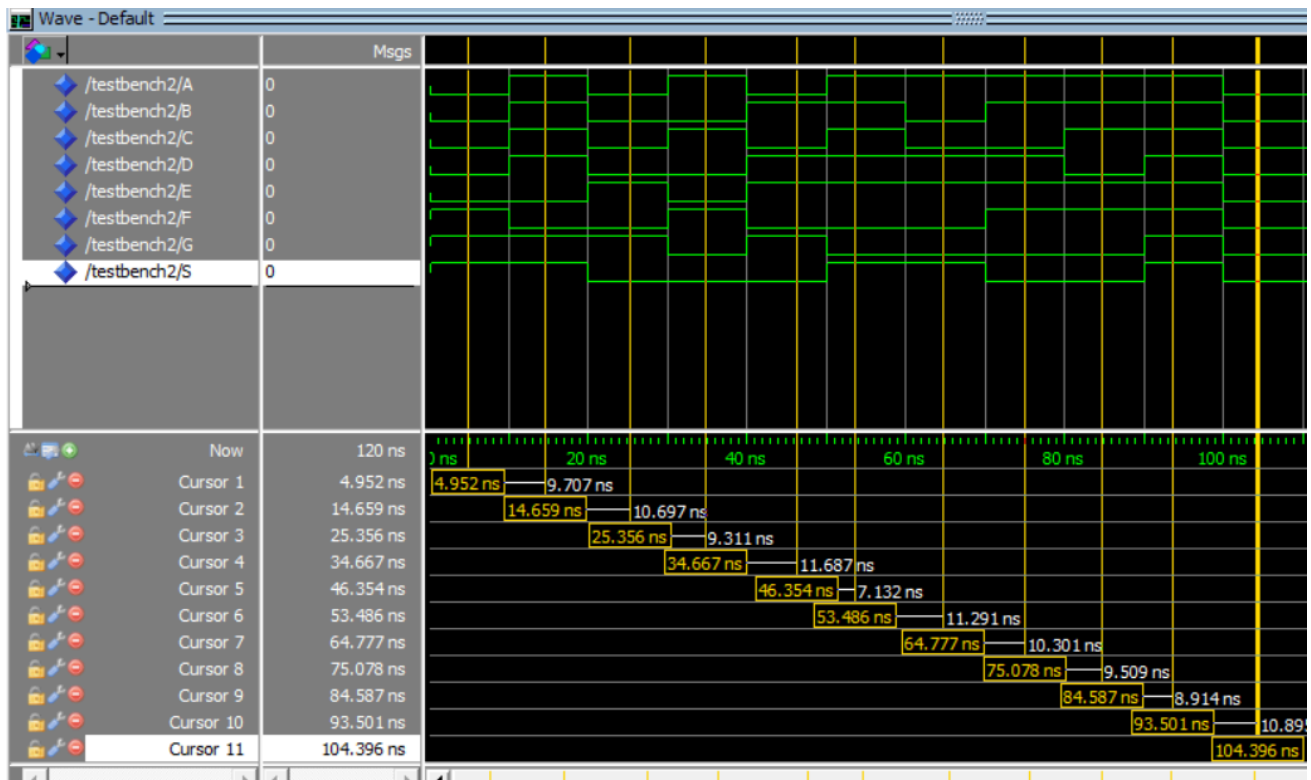 Wave - Default
Msgs
/testbench2/A 0
/testbench2/B 0
/testbench2/C 0
/testbench2/D 0
/testbench2/E 0
/testbench2/F 0
/testbench2/G 0
/testbench2/S 0
Now 120 ns ns 20 ns 40 ns 60 ns 80 ns 100 ns
Cursor 1 4.952 ns 4.952 ns 9.707 ns
Cursor 2 14.659 ns 14.659 ns 10.697 ns
Cursor 3 25.356 ns 25.356 ns 9.311 ns
Cursor 4 34.667 ns 34.667 ns 11.687 ns
Cursor 5 46.354 ns 46.354 ns 7.132 ns
Cursor 6 53.486 ns 53.486 ns 11.291 ns
Cursor 7 64.777 ns 64.777 ns 10.301 ns
Cursor 8 75.078 ns 75.078 ns 9.509 ns
Cursor 9 84.587 ns 84.587 ns 8.914 ns
Cursor 10 93.501 ns 93.501 ns 10.895
Cursor 11 104.396 ns 104.396 ns